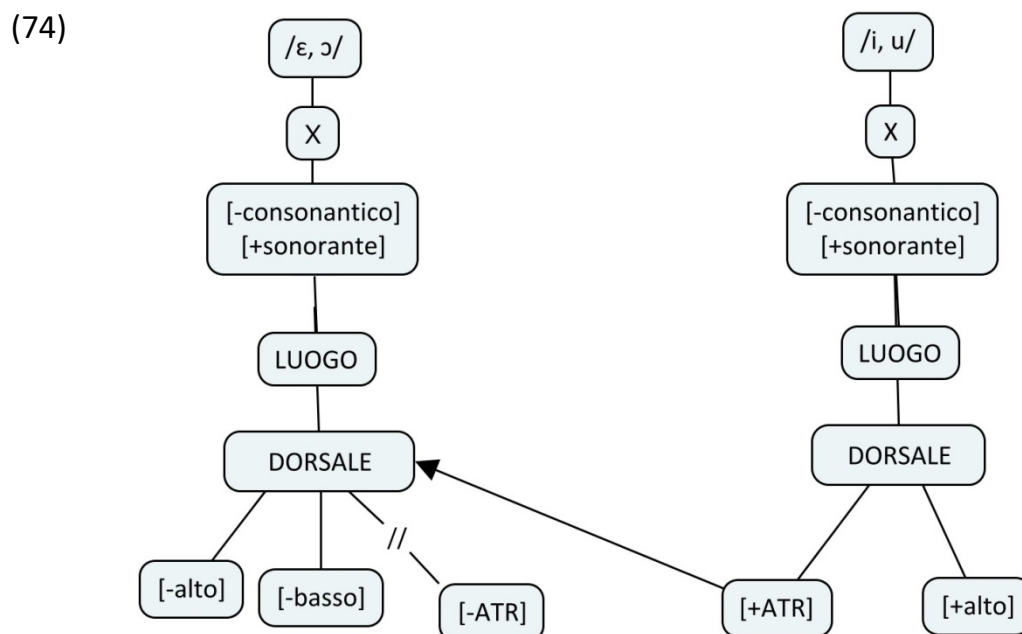 (74)
/ɛ, ɔ/
X
[-consonantico]
[+sonorante]
LUOGO
DORSALE
[-alto]
[-basso]
//
[-ATR]
/i, u/
X
[-consonantico]
[+sonorante]
LUOGO
DORSALE
[+ATR]
[+alto]